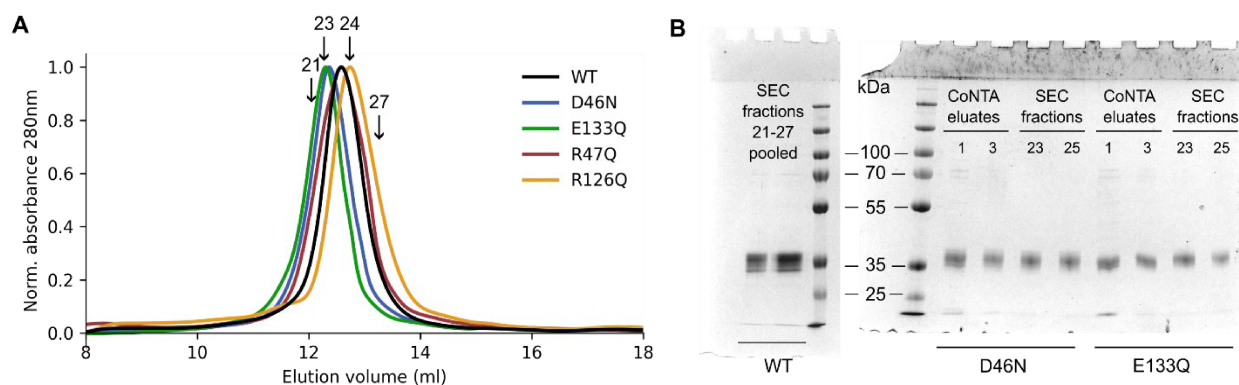 A
23 24
21
27
1.0
0.8
0.6
0.4
0.2
0.0
Norm. absorbance 280nm
8 10 12 14 16 18
Elution volume (ml)
WT
D46N
E133Q
R47Q
R126Q
B
SEC
fractions
21-27
pooled
WT
kDa
100
70
55
35
25
CoNTA SEC CoNTA SEC
eluates fractions eluates fractions
1 3 23 25 1 3 23 25
D46N E133Q